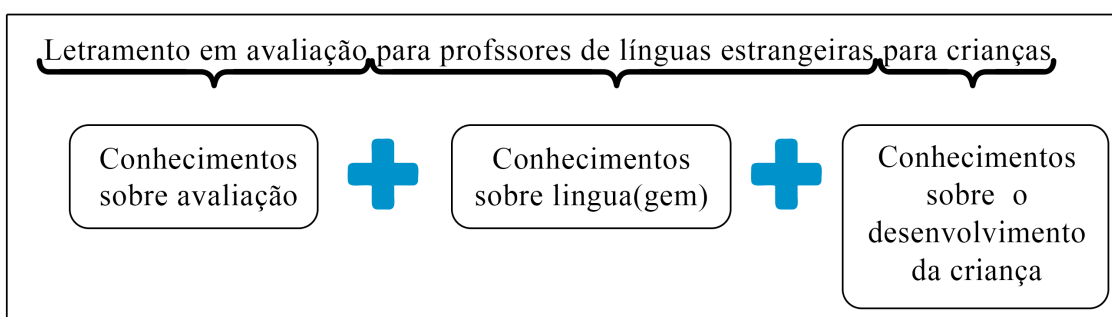 Letramento em avaliação para profssores de línguas estrangeiras para crianças
Conhecimentos
sobre avaliação
Conhecimentos
sobre lingua(gem)
Conhecimentos
sobre o
desenvolvimento
da criança